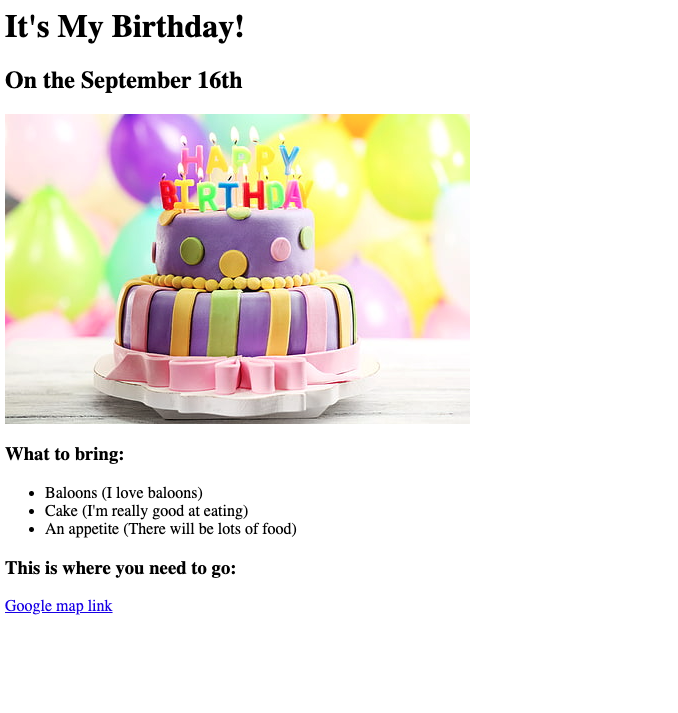 It's My Birthday!
On the September 16th
HAPPY
BIRTHDAY
What to bring:
Baloons (I love baloons)
Cake (I'm really good at eating)
An appetite (There will be lots of food)
This is where you need to go:
Google map link